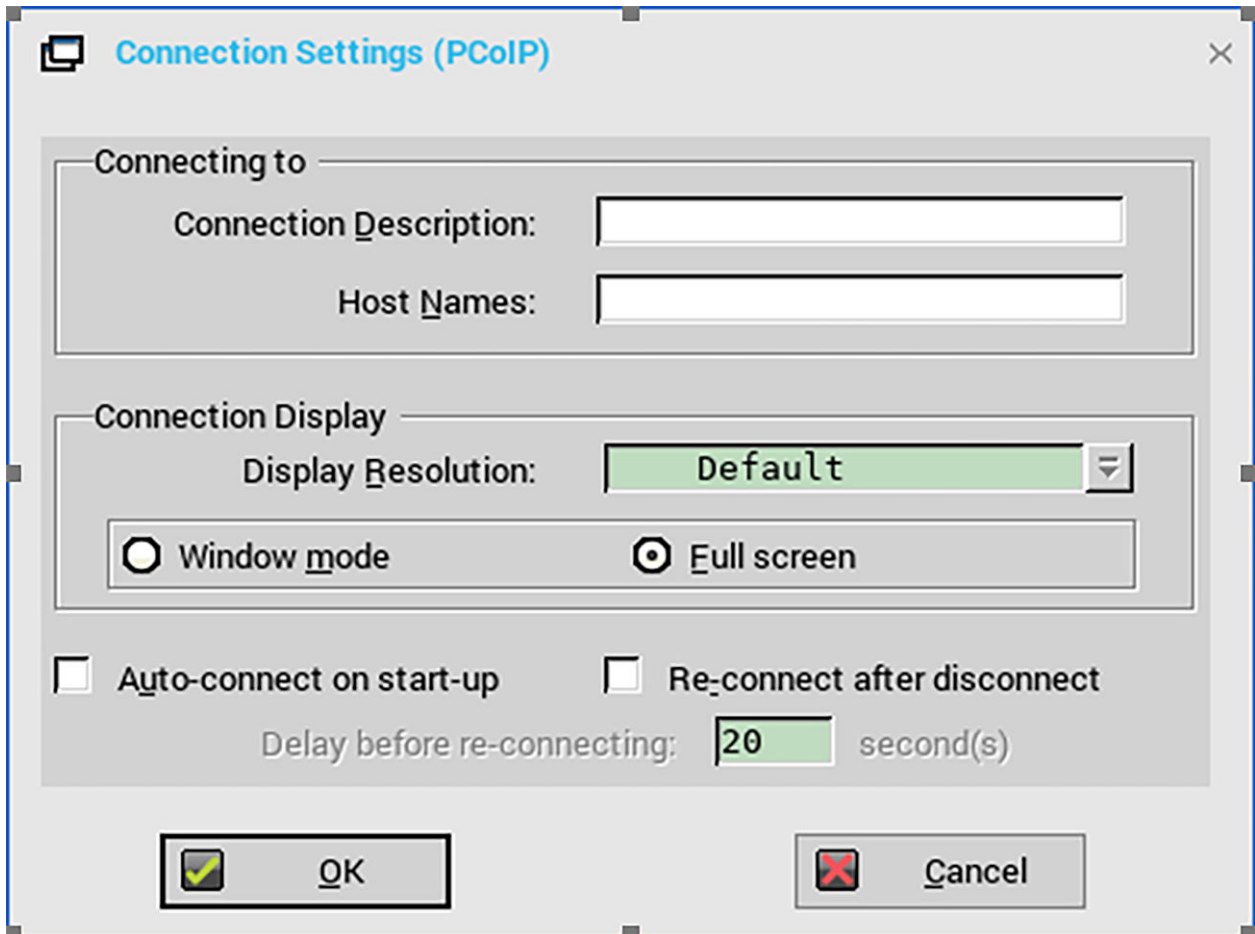 Connection Settings (PCoIP)
Connecting to
Connection Description:
Host Names:
Connection Display
Display Resolution: Default
Window mode Full screen
Auto-connect on start-up Re-connect after disconnect
Delay before re-connecting: 20 second(s)
OK Cancel